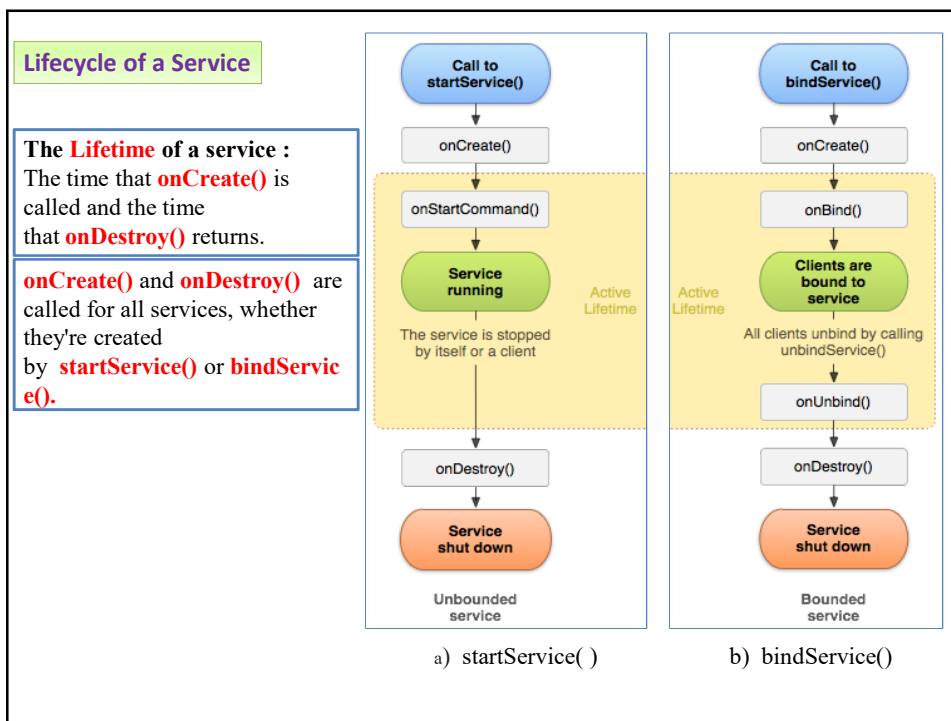 Lifecycle of a Service
The Lifetime of a service :
The time that onCreate() is
called and the time
that onDestroy() returns.
onCreate() and onDestroy() are
called for all services, whether
they're created
by startService() or bindServic
e().
Call to
startService()
onCreate()
onStartCommand()
Service
running
Active
Lifetime
The service is stopped
by itself or a client
onDestroy()
Service
shut down
Unbounded
service
a) startService( )
Call to
bindService()
onCreate()
onBind()
Clients are
bound to
service
Active
Lifetime
All clients unbind by calling
unbindService()
onUnbind()
onDestroy()
Service
shut down
Bounded
service
b) bindService()